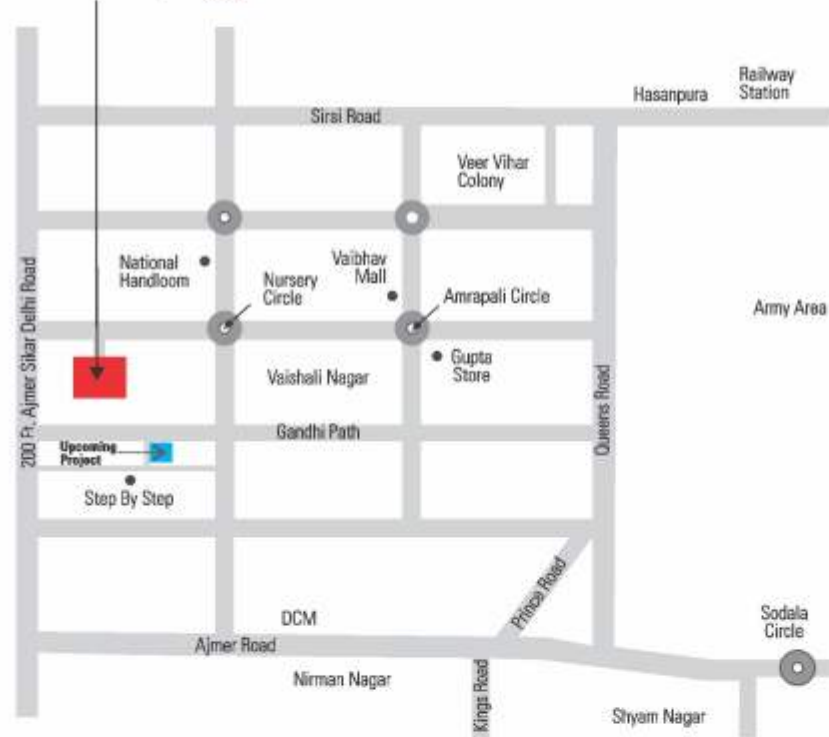 Railway
Station
Hasanpura
Sirsi Road
Veer Vihar
Colony
National
Handloom
Vaibhav
Mall
Nursery
Circle
Amrapali Circle
Army Area
200 Ft. Ajmer Sikar Delhi Road
Gupta
Store
Vaishali Nagar
Queens Road
Gandhi Path
Upcoming
Project
Step By Step
Prince Road
DCM
Sodala
Circle
Ajmer Road
Nirman Nagar
Kings Road
Shyam Nagar